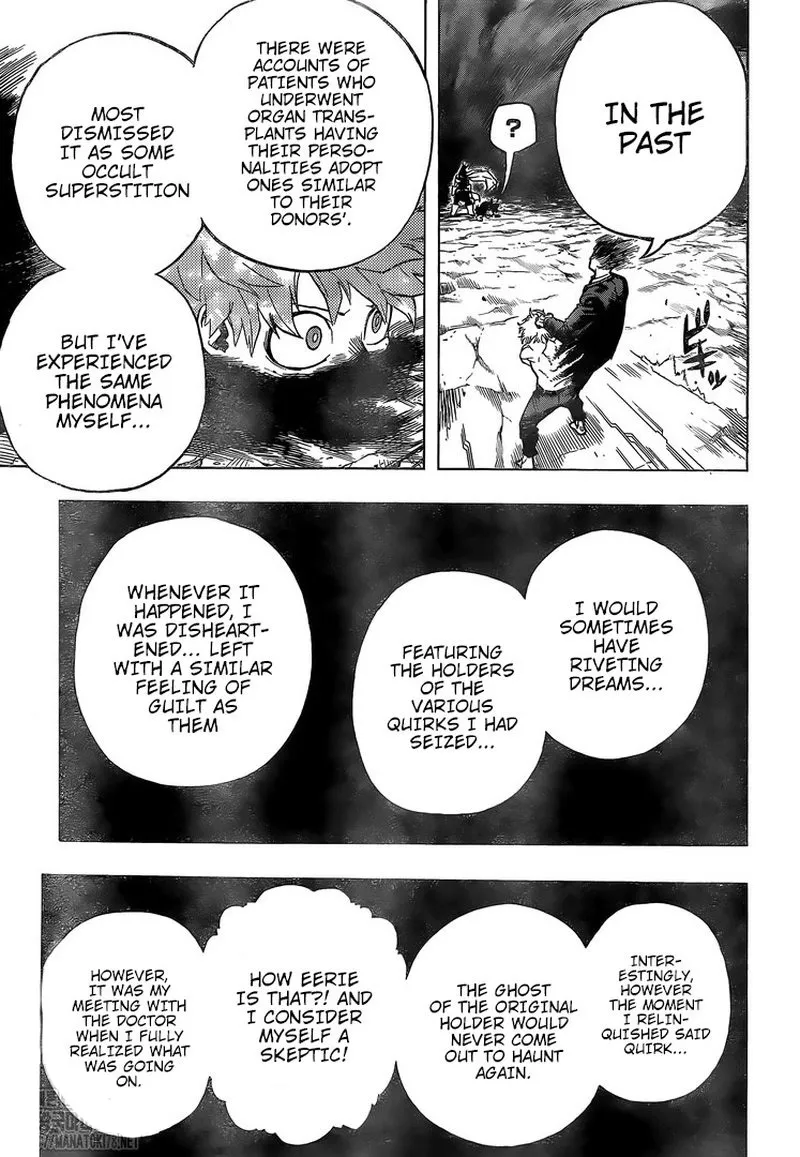 IN THE
PAST
?
ドキッ
THERE WERE
ACCOUNTS OF
PATIENTS WHO
UNDERWENT
ORGAN TRANS-
PLANTS HAVING
THEIR PERSO-
NALITIES ADOPT
ONES SIMILAR
TO THEIR
DONORS'.
MOST
DISMISSED
IT AS SOME
OCCULT
SUPERSTITION
BUT I'VE
EXPERIENCED
THE SAME
PHENOMENA
MYSELF...
I WOULD
SOMETIMES
HAVE
RIVETING
DREAMS...
FEATURING
THE HOLDERS
OF THE
VARIOUS
QUIRKS I HAD
SEIZED...
WHENEVER IT
HAPPENED, I
WAS DISHEART-
ENED... LEFT
WITH A SIMILAR
FEELING OF
GUILT AS
THEM
INTER-
ESTINGLY,
HOWEVER
THE MOMENT
I RELIN-
QUISHED SAID
QUIRK...
THE GHOST
OF THE ORIGINAL
HOLDER WOULD
NEVER COME
OUT TO HAUNT
AGAIN.
HOW EERIE
IS THAT?! AND
I CONSIDER
MYSELF A
SKEPTIC!
HOWEVER,
IT WAS MY
MEETING WITH
THE DOCTOR
WHEN I FULLY
REALIZED WHAT
WAS GOING
ON.
//MANATOKI78.NET